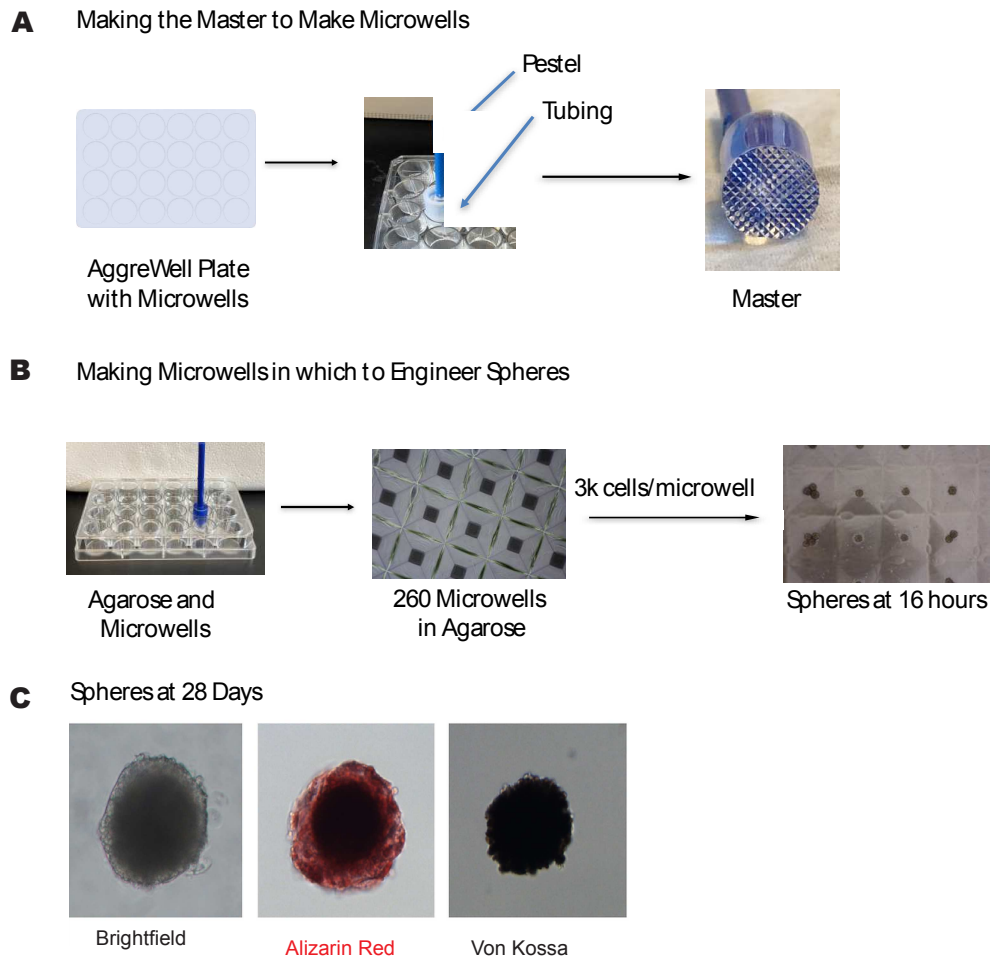 A
Making the Master to Make Microwells
Pestel
Tubing
AggreWell Plate
with Microwells
Master
B
Making Microwells in which to Engineer Spheres
3k cells/microwell
Agarose and
Microwells
260 Microwells
in Agarose
Spheres at 16 hours
C
Spheres at 28 Days
Brightfield
Alizarin Red
Von Kossa